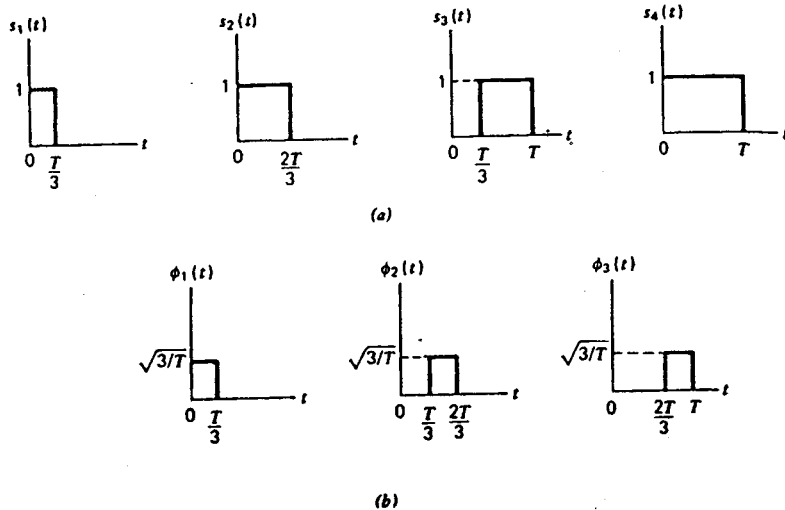 s₁(t) s₂(t) s₃(t) s₄(t)
1 1 1 1
0 T/3 t 0 2T/3 t 0 T/3 T t 0 T t
(a)
ϕ₁(t) ϕ₂(t) ϕ₃(t)
√3/T √3/T √3/T
0 T/3 t 0 T/3 2T/3 t 0 2T/3 T t
(b)